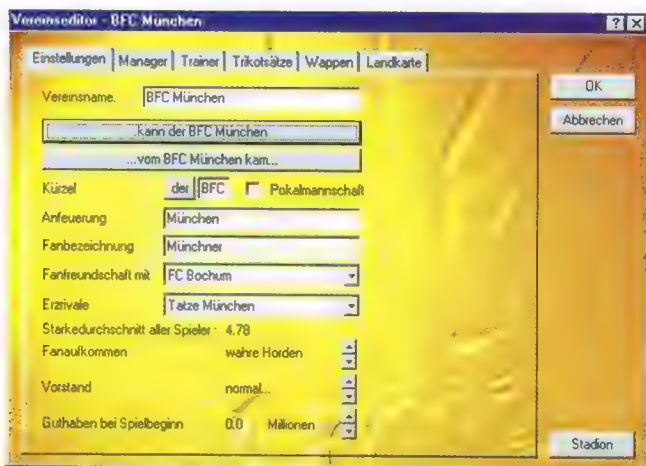 Vereinseditor - BFC München
Einstellungen Manager Trainer Trikotsätze Wappen Landkarte
OK
Abbrechen
Vereinsname. BFC München
...kann der BFC München
...vom BFC München kam...
Kürzel der BFC Pokalmannschaft
Anfeuerung München
Fanbezeichnung Münchner
Fanfreundschaft mit FC Bochum
Erzrivale Tatze München
Starkedurchschnitt aller Spieler: 4.78
Fanaufkommen wahre Horden
Vorstand normal...
Guthaben bei Spielbeginn 0.0 Millionen
Stadion